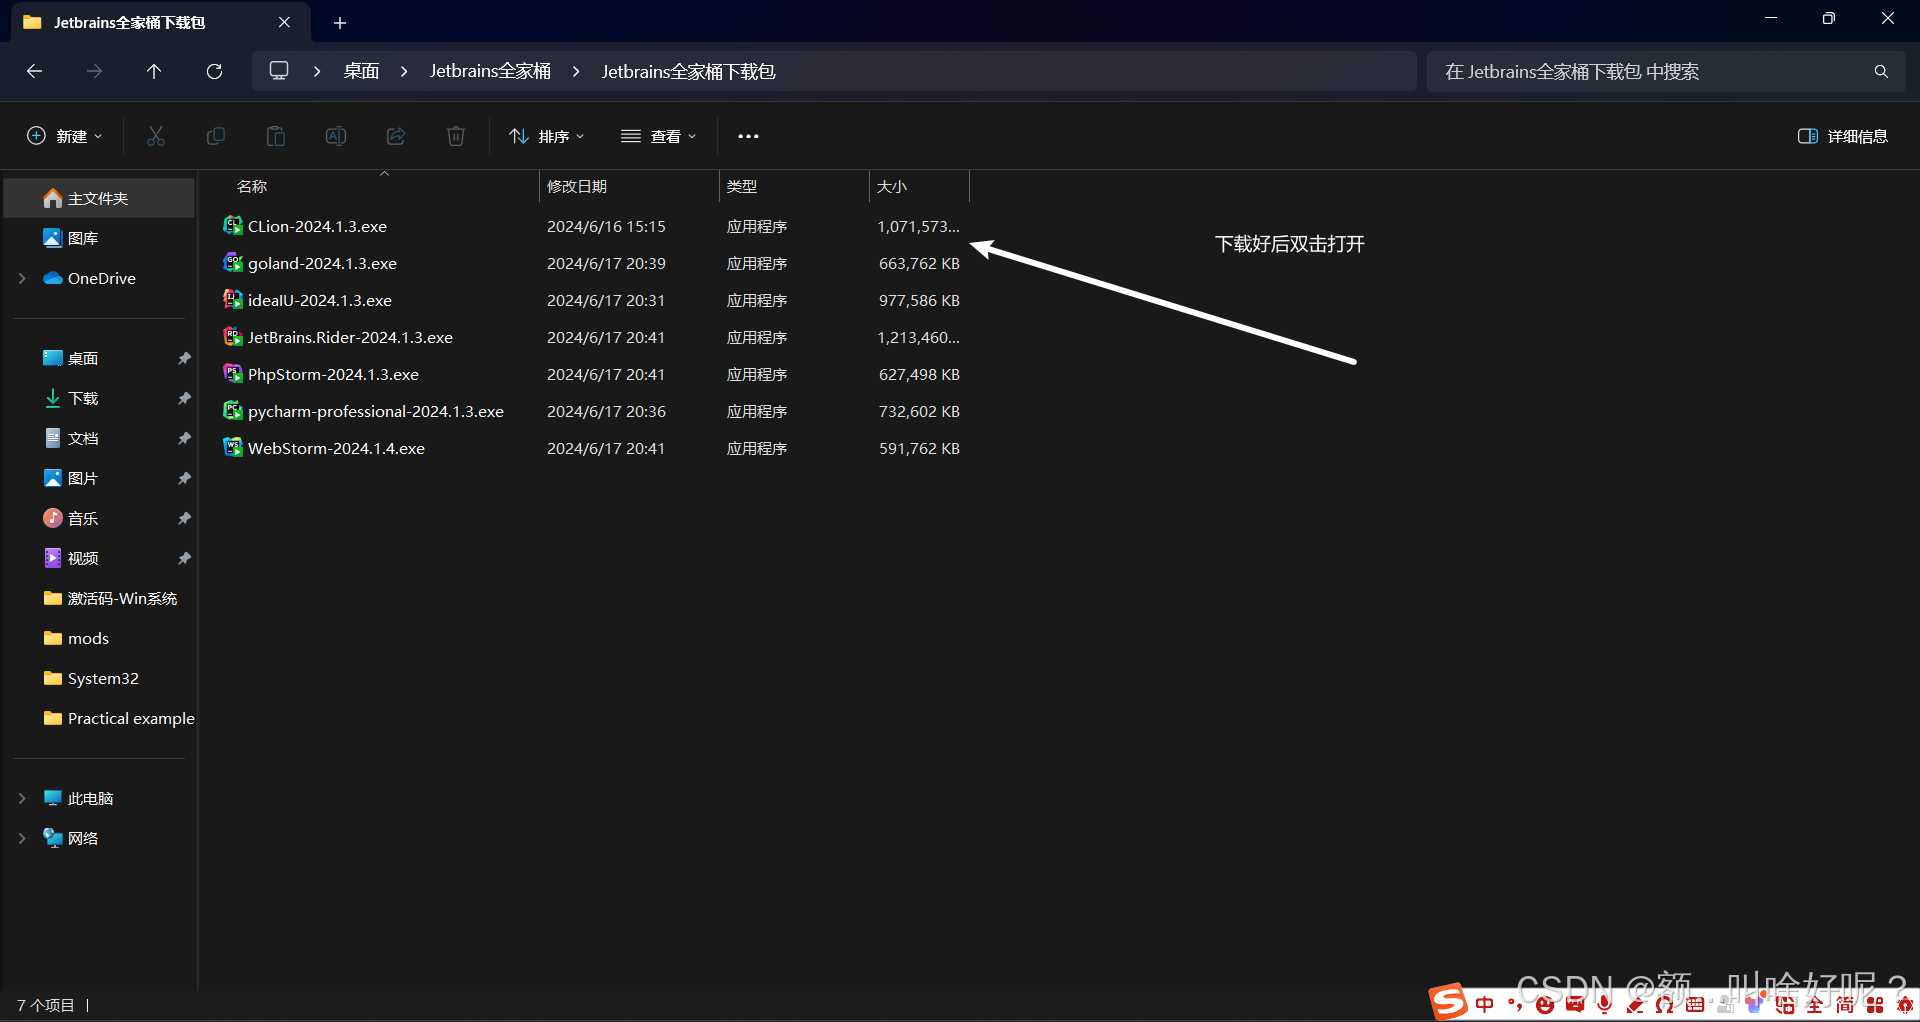 Jetbrains全家桶下载包
桌面 Jetbrains全家桶 Jetbrains全家桶下载包
在 Jetbrains全家桶下载包 中搜索
新建
排序
查看
详细信息
主文件夹
图库
OneDrive
桌面
下载
文档
图片
音乐
视频
激活码-Win系统
mods
System32
Practical example
此电脑
网络
名称 修改日期 类型 大小
CLion-2024.1.3.exe 2024/6/16 15:15 应用程序 1,071,573...
goland-2024.1.3.exe 2024/6/17 20:39 应用程序 663,762 KB
ideaIU-2024.1.3.exe 2024/6/17 20:31 应用程序 977,586 KB
JetBrains.Rider-2024.1.3.exe 2024/6/17 20:41 应用程序 1,213,460...
PhpStorm-2024.1.3.exe 2024/6/17 20:41 应用程序 627,498 KB
pycharm-professional-2024.1.3.exe 2024/6/17 20:36 应用程序 732,602 KB
WebStorm-2024.1.4.exe 2024/6/17 20:41 应用程序 591,762 KB
下载好后双击打开
7 个项目
CSDN @额...叫啥好呢？
中 全 简